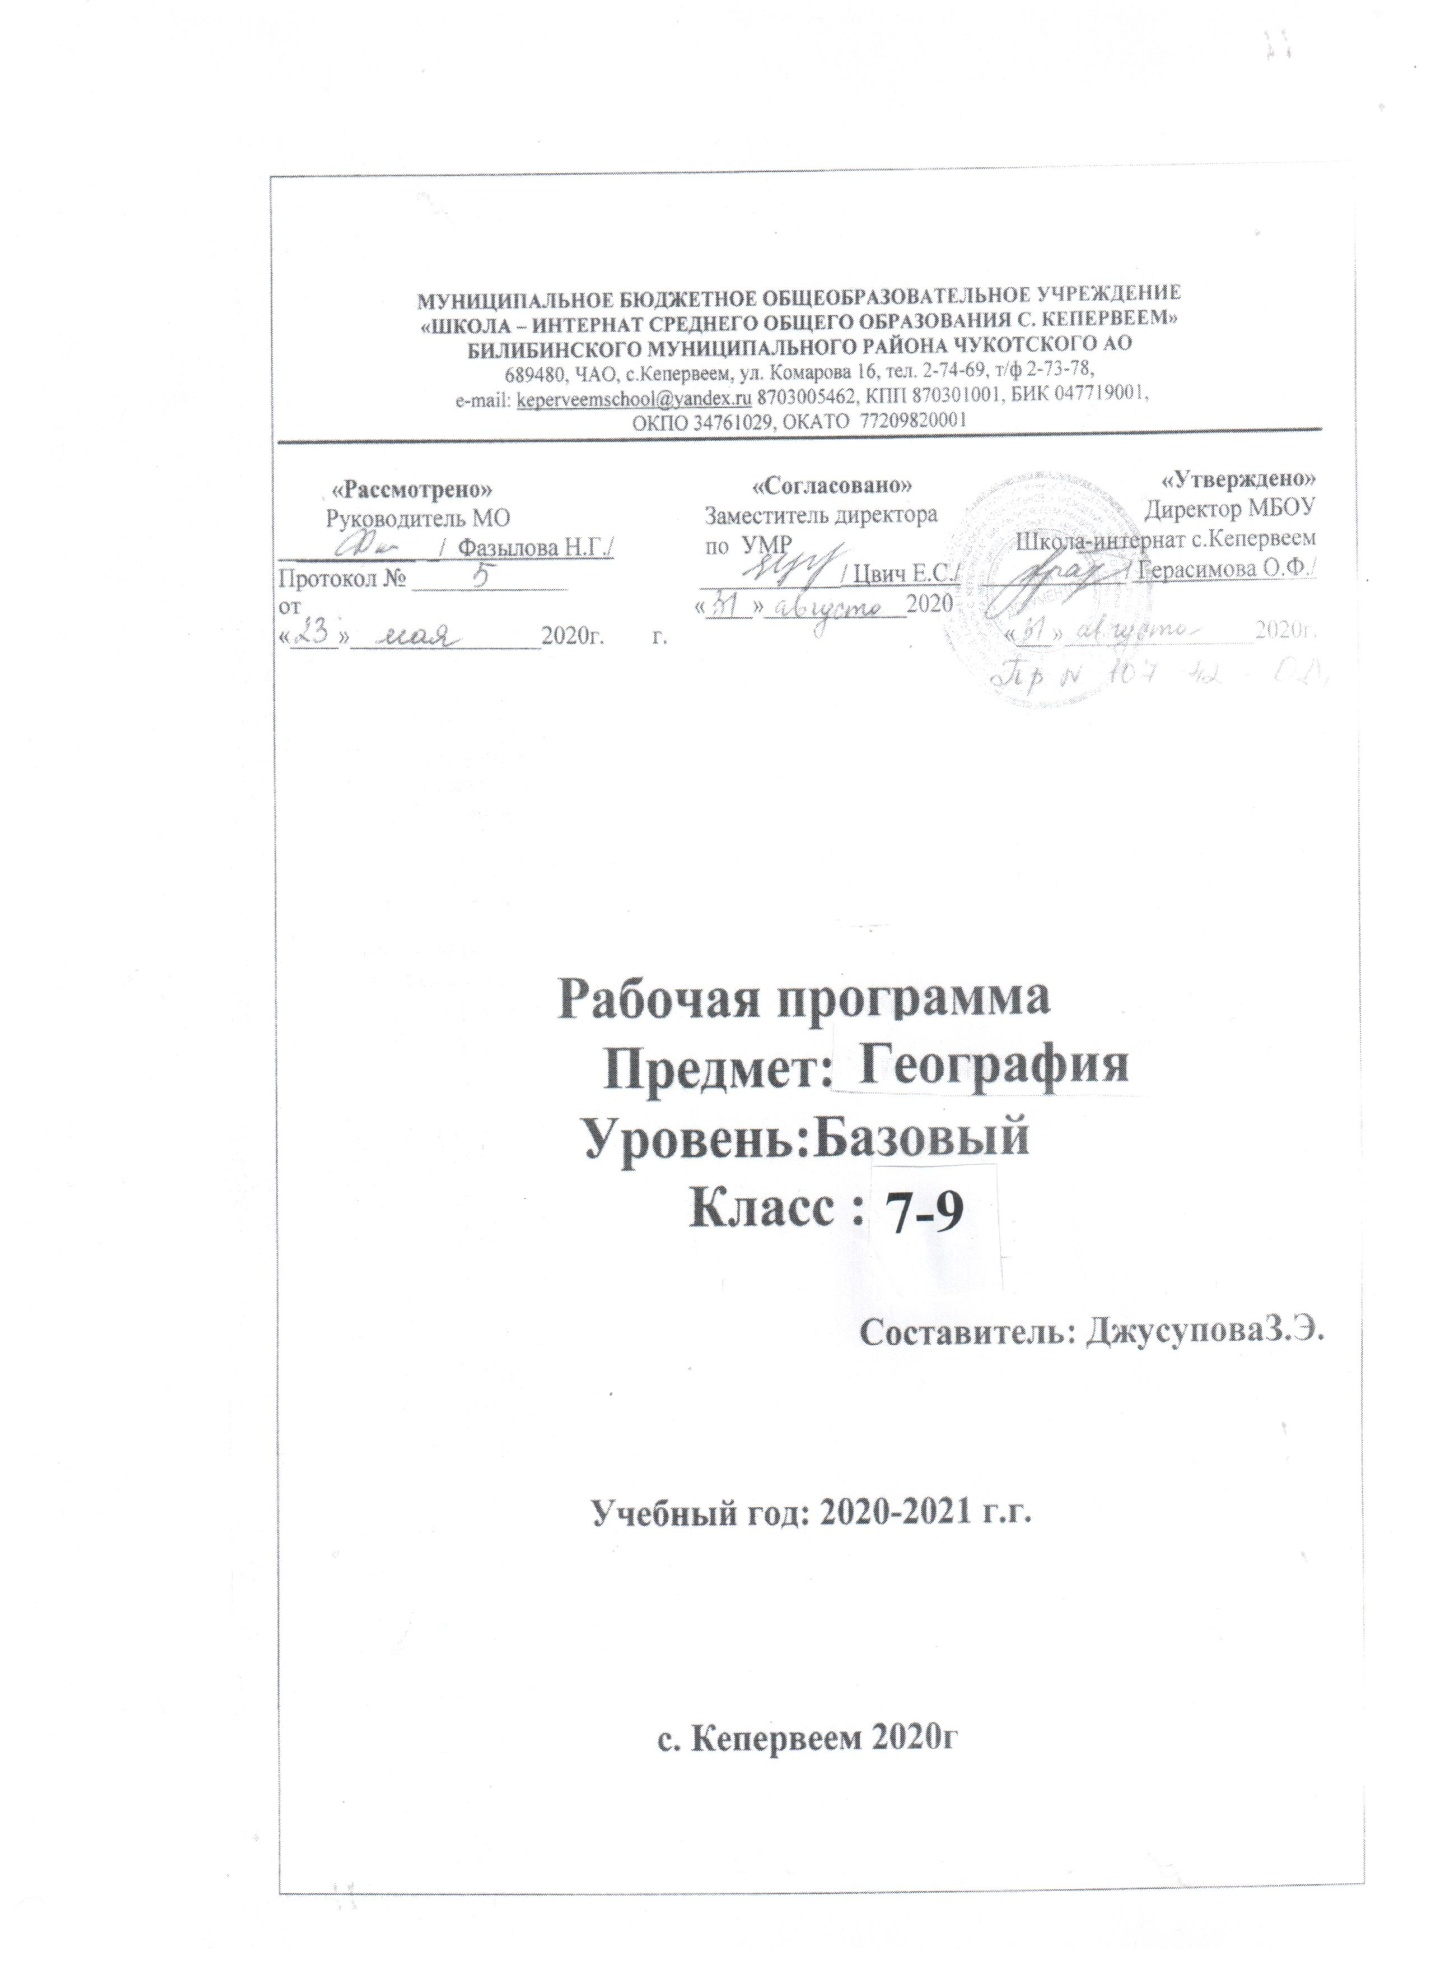 МУНИЦИПАЛЬНОЕ БЮДЖЕТНОЕ ОБЩЕОБРАЗОВАТЕЛЬНОЕ УЧРЕЖДЕНИЕ
«ШКОЛА – ИНТЕРНАТ СРЕДНЕГО ОБЩЕГО ОБРАЗОВАНИЯ С. КЕПЕРВЕЕМ»
БИЛИБИНСКОГО МУНИЦИПАЛЬНОГО РАЙОНА ЧУКОТСКОГО АО
689480, ЧАО, с.Кепервеем, ул. Комарова 16, тел. 2-74-69, т/ф 2-73-78,
e-mail: keperveemschool@yandex.ru 8703005462, КПП 870301001, БИК 047719001,
ОКПО 34761029, ОКАТО 77209820001
«Рассмотрено»
Руководитель МО
/ Фазылова Н.Г./
Протокол № 5
от
«23» мая 2020г.
«Согласовано»
Заместитель директора
по УМР
/ Цвич Е.С./
«31» августа 2020
г.
«Утверждено»
Директор МБОУ
Школа-интернат с.Кепервеем
/ Герасимова О.Ф./
«31» августа 2020г.
Пр N 107
Рабочая программа
Предмет: География
Уровень:Базовый
Класс : 7-9
Составитель: ДжусуповаЗ.Э.
Учебный год: 2020-2021 г.г.
с. Кепервеем 2020г